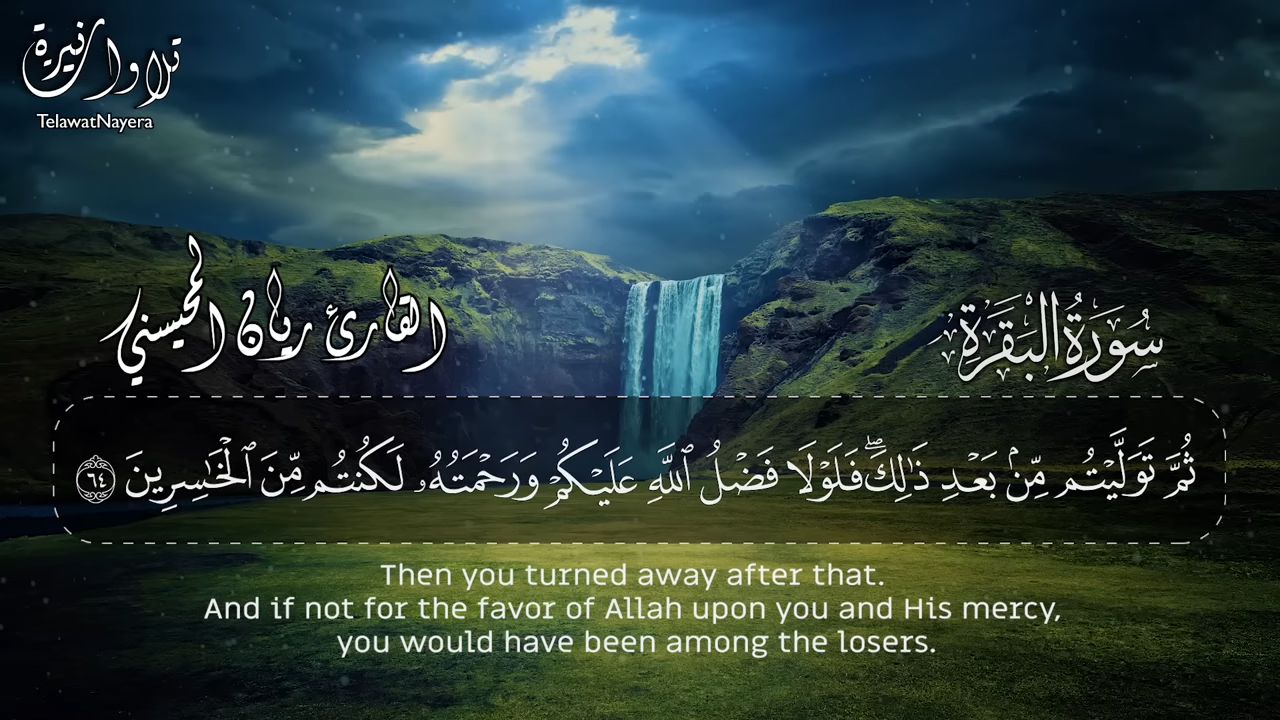 تلاوات نيرة
TelawatNayera
سُورَةُ البَقَرَةِ
القارئ ريان المحيسني
ثُمَّ تَوَلَّيْتُم مِّنۢ بَعْدِ ذَٰلِكَ ۖ فَلَوْلَا فَضْلُ ٱللَّهِ عَلَيْكُمْ وَرَحْمَتُهُۥ لَكُنتُم مِّنَ ٱلْخَٰسِرِينَ ٦٤
Then you turned away after that.
And if not for the favor of Allah upon you and His mercy,
you would have been among the losers.